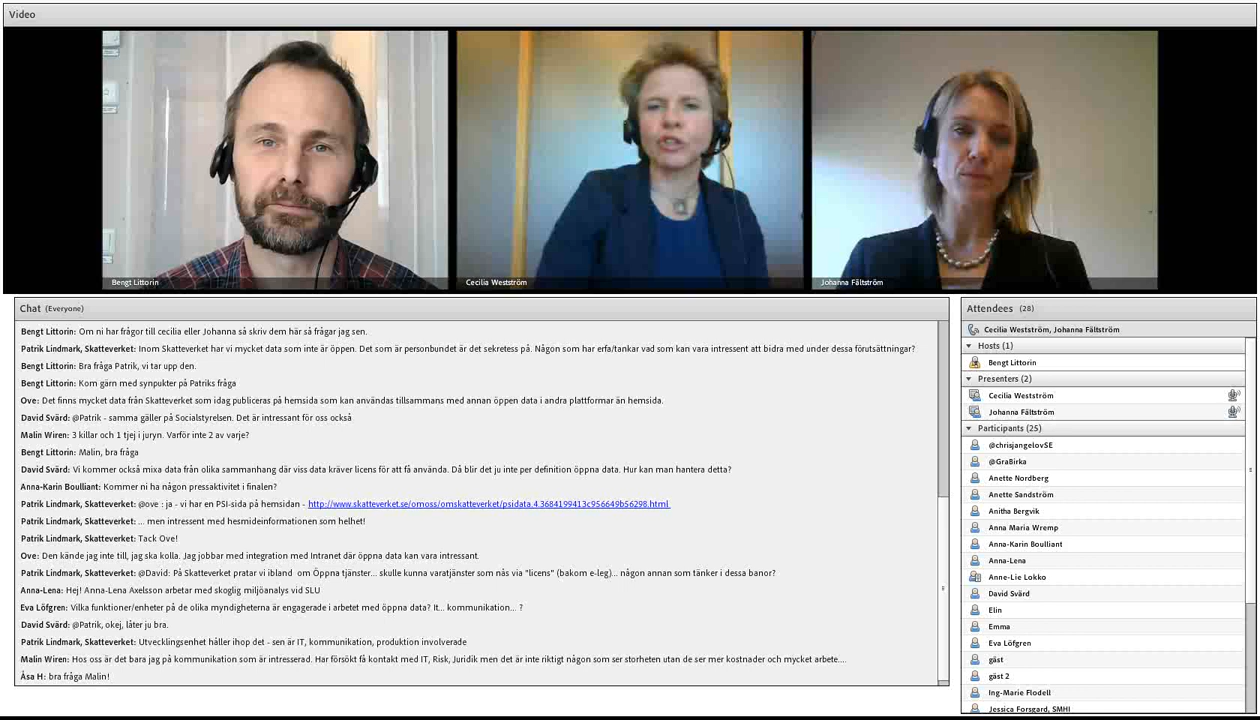 Video
Bengt Littorin
Cecilia Westström
Johanna Fältström
Chat (Everyone)
Bengt Littorin: Om ni har frågor till cecilia eller Johanna så skriv dem här så frågar jag sen.
Patrik Lindmark, Skatteverket: Inom Skatteverket har vi mycket data som inte är öppen. Det som är personbundet är det sekretess på. Någon som har erfa/tankar vad som kan vara intressent att bidra med under dessa förutsättningar?
Bengt Littorin: Bra fråga Patrik, vi tar upp den.
Bengt Littorin: Kom gärn med synpukter på Patriks fråga
Ove: Det finns mycket data från Skatteverket som idag publiceras på hemsida som kan användas tillsammans med annan öppen data i andra plattformar än hemsida.
David Svärd: @Patrik - samma gäller på Socialstyrelsen. Det är intressant för oss också
Malin Wiren: 3 killar och 1 tjej i juryn. Varför inte 2 av varje?
Bengt Littorin: Malin, bra fråga
David Svärd: Vi kommer också mixa data från olika sammanhang där viss data kräver licens för att få använda. Då blir det ju inte per definition öppna data. Hur kan man hantera detta?
Anna-Karin Boulliant: Kommer ni ha någon pressaktivitet i finalen?
Patrik Lindmark, Skatteverket: @ove : ja - vi har en PSI-sida på hemsidan - http://www.skatteverket.se/omoss/omskatteverket/psidata.4.3684199413c956649b56298.html
Patrik Lindmark, Skatteverket: ... men intressent med hesmideinformationen som helhet!
Patrik Lindmark, Skatteverket: Tack Ove!
Ove: Den kände jag inte till, jag ska kolla. Jag jobbar med integration med Intranet där öppna data kan vara intressant.
Patrik Lindmark, Skatteverket: @David: På Skatteverket pratar vi ibland om Öppna tjänster... skulle kunna varatjänster som nås via "licens" (bakom e-leg)... någon annan som tänker i dessa banor?
Anna-Lena: Hej! Anna-Lena Axelsson arbetar med skoglig miljöanalys vid SLU
Eva Löfgren: Vilka funktioner/enheter på de olika myndigheterna är engagerade i arbetet med öppna data? It... kommunikation... ?
David Svärd: @Patrik, okej, låter ju bra.
Patrik Lindmark, Skatteverket: Utvecklingsenhet håller ihop det - sen är IT, kommunikation, produktion involverade
Malin Wiren: Hos oss är det bara jag på kommunikation som är intresserad. Har försökt få kontakt med IT, Risk, Juridik men det är inte riktigt någon som ser storheten utan de ser mer kostnader och mycket arbete....
Åsa H: bra fråga Malin!
Attendees (28)
Cecilia Westström, Johanna Fältström
Hosts (1)
Bengt Littorin
Presenters (2)
Cecilia Westström
Johanna Fältström
Participants (25)
@chrisjangelovSE
@GraBirka
Anette Nordberg
Anette Sandström
Anitha Bergvik
Anna Maria Wremp
Anna-Karin Boulliant
Anna-Lena
Anne-Lie Lokko
David Svärd
Elin
Emma
Eva Löfgren
gäst
gäst 2
Ing-Marie Flodell
Jessica Forsgard, SMHI